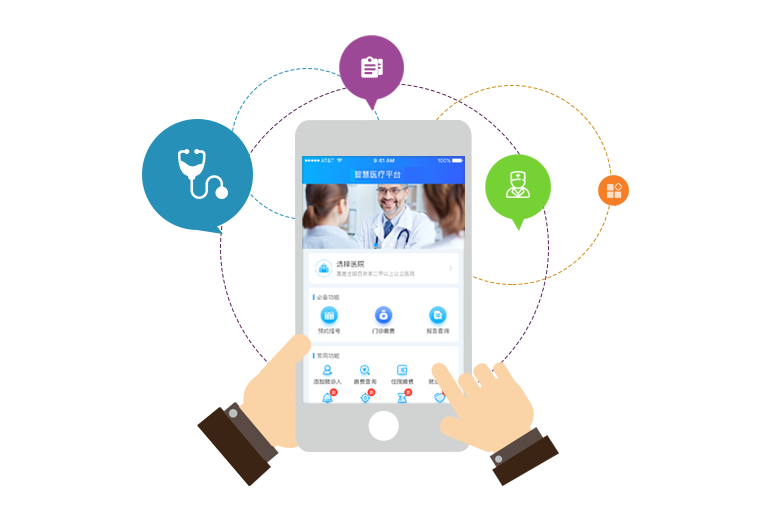 AT&T 9:41 AM 100%
智慧医疗平台
选择医院
必备功能
预约挂号 门诊缴费 报告查询
常用功能
添加就诊人 缴费查询 住院缴费